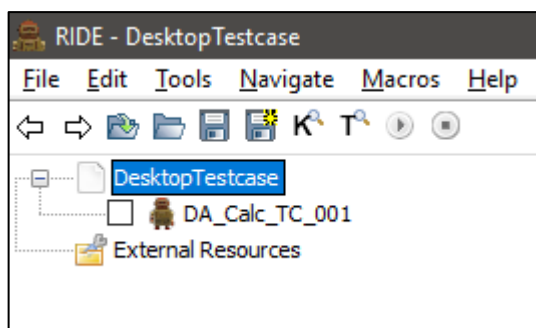 RIDE - DesktopTestcase
File Edit Tools Navigate Macros Help
K T
DesktopTestcase
DA_Calc_TC_001
External Resources